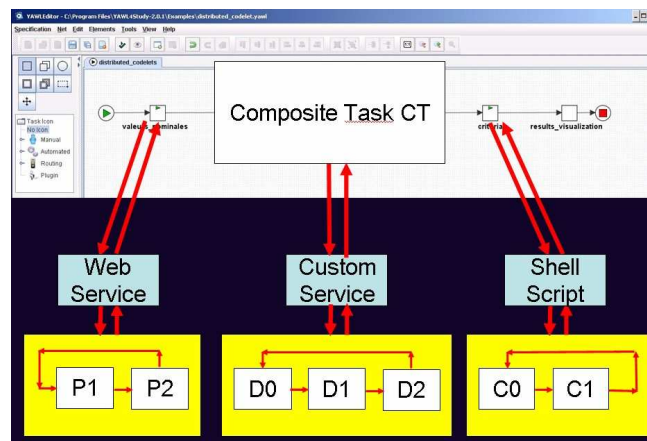 YAWLEditor - C:\Program Files\YAWL4Study-2.0.1\Examples\distributed_codelet.yawl
Specification Net Edit Elements Tools View Help
distributed_codelets
Composite Task CT
valeurs_nominales
criteria
results_visualization
Task Icon
No Icon
Manual
Automated
Routing
Plugin
Web
Service
Custom
Service
Shell
Script
P1
P2
D0
D1
D2
C0
C1